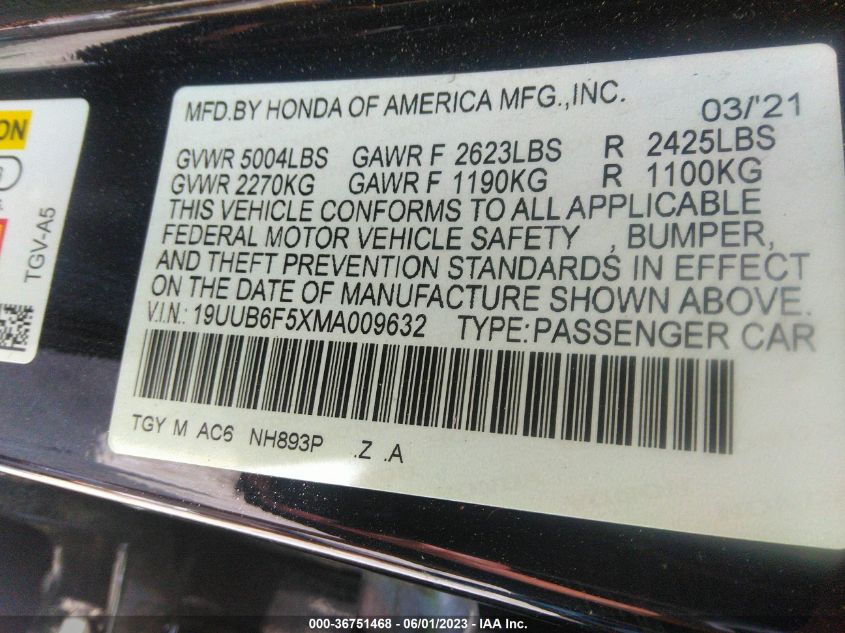 ON
TGV-A5
MFD.BY HONDA OF AMERICA MFG.,INC. 03/'21
GVWR 5004LBS GAWR F 2623LBS R 2425LBS
GVWR 2270KG GAWR F 1190KG R 1100KG
THIS VEHICLE CONFORMS TO ALL APPLICABLE
FEDERAL MOTOR VEHICLE SAFETY , BUMPER,
AND THEFT PREVENTION STANDARDS IN EFFECT
ON THE DATE OF MANUFACTURE SHOWN ABOVE.
V.I.N.: 19UUB6F5XMA009632 TYPE:PASSENGER CAR
TGY M AC6 NH893P .Z .A
000-36751468 - 06/01/2023 - IAA Inc.